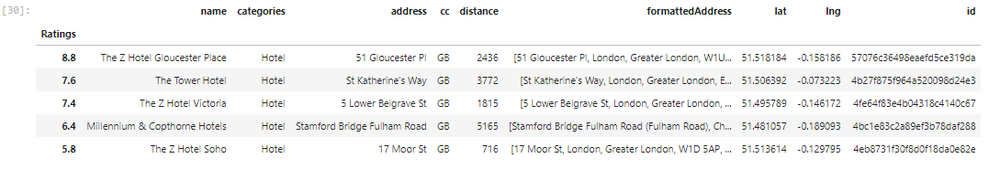 [30]:
name categories address cc distance formattedAddress lat lng id
Ratings
8.8 The Z Hotel Gloucester Place Hotel 51 Gloucester Pl GB 2436 [51 Gloucester Pl, London, Greater London, W1U... 51.518184 -0.158186 57076c36498eaefd5ce319da
7.6 The Tower Hotel Hotel St Katherine's Way GB 3772 [St Katherine's Way, London, Greater London, E... 51.506392 -0.073223 4b27f875f964a520098d24e3
7.4 The Z Hotel Victoria Hotel 5 Lower Belgrave St GB 1815 [5 Lower Belgrave St, London, Greater London, ... 51.495789 -0.146172 4fe64f83e4b04318c4140c67
6.4 Millennium & Copthorne Hotels Hotel Stamford Bridge Fulham Road GB 5165 [Stamford Bridge Fulham Road (Fulham Road), Ch... 51.481057 -0.189093 4bc1e83c2a89ef3b78daf288
5.8 The Z Hotel Soho Hotel 17 Moor St GB 716 [17 Moor St, London, Greater London, W1D 5AP, ... 51.513614 -0.129795 4eb8731f30f8d0f18da0e82e